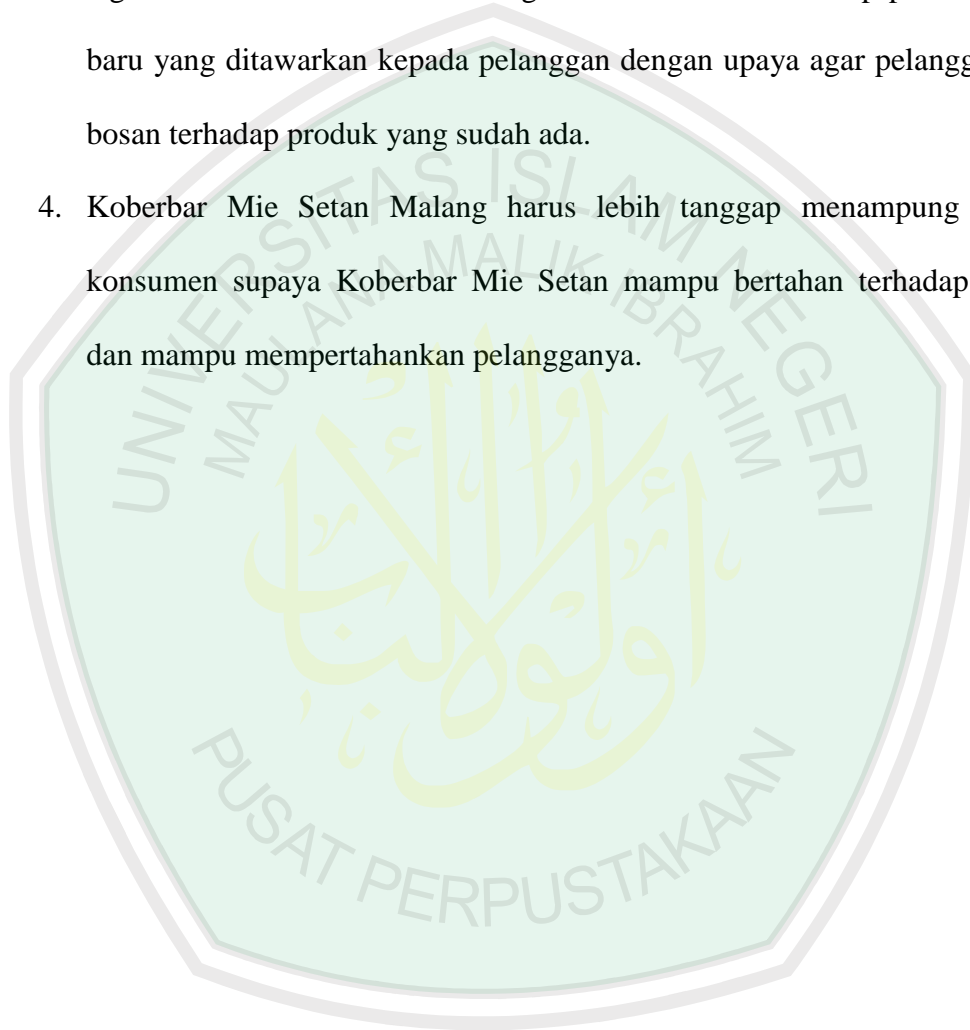 baru yang ditawarkan kepada pelanggan dengan upaya agar
bosan terhadap produk yang sudah ada.
4. Koberbar Mie Setan Malang harus lebih tanggap menampung
konsumen supaya Koberbar Mie Setan mampu bertahan terhadap
dan mampu mempertahankan pelangganya.
UNIVERSITAS ISLAM NEGERI
MAULANA MALIK IBRAHIM
PUSAT PERPUSTAKAAN